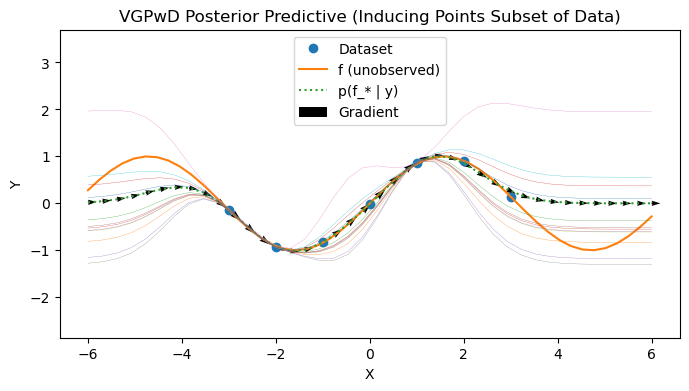 VGPwD Posterior Predictive (Inducing Points Subset of Data)
Dataset
f (unobserved)
p(f_* | y)
Gradient
Y
3
2
1
0
−1
−2
−6
−4
−2
0
2
4
6
X